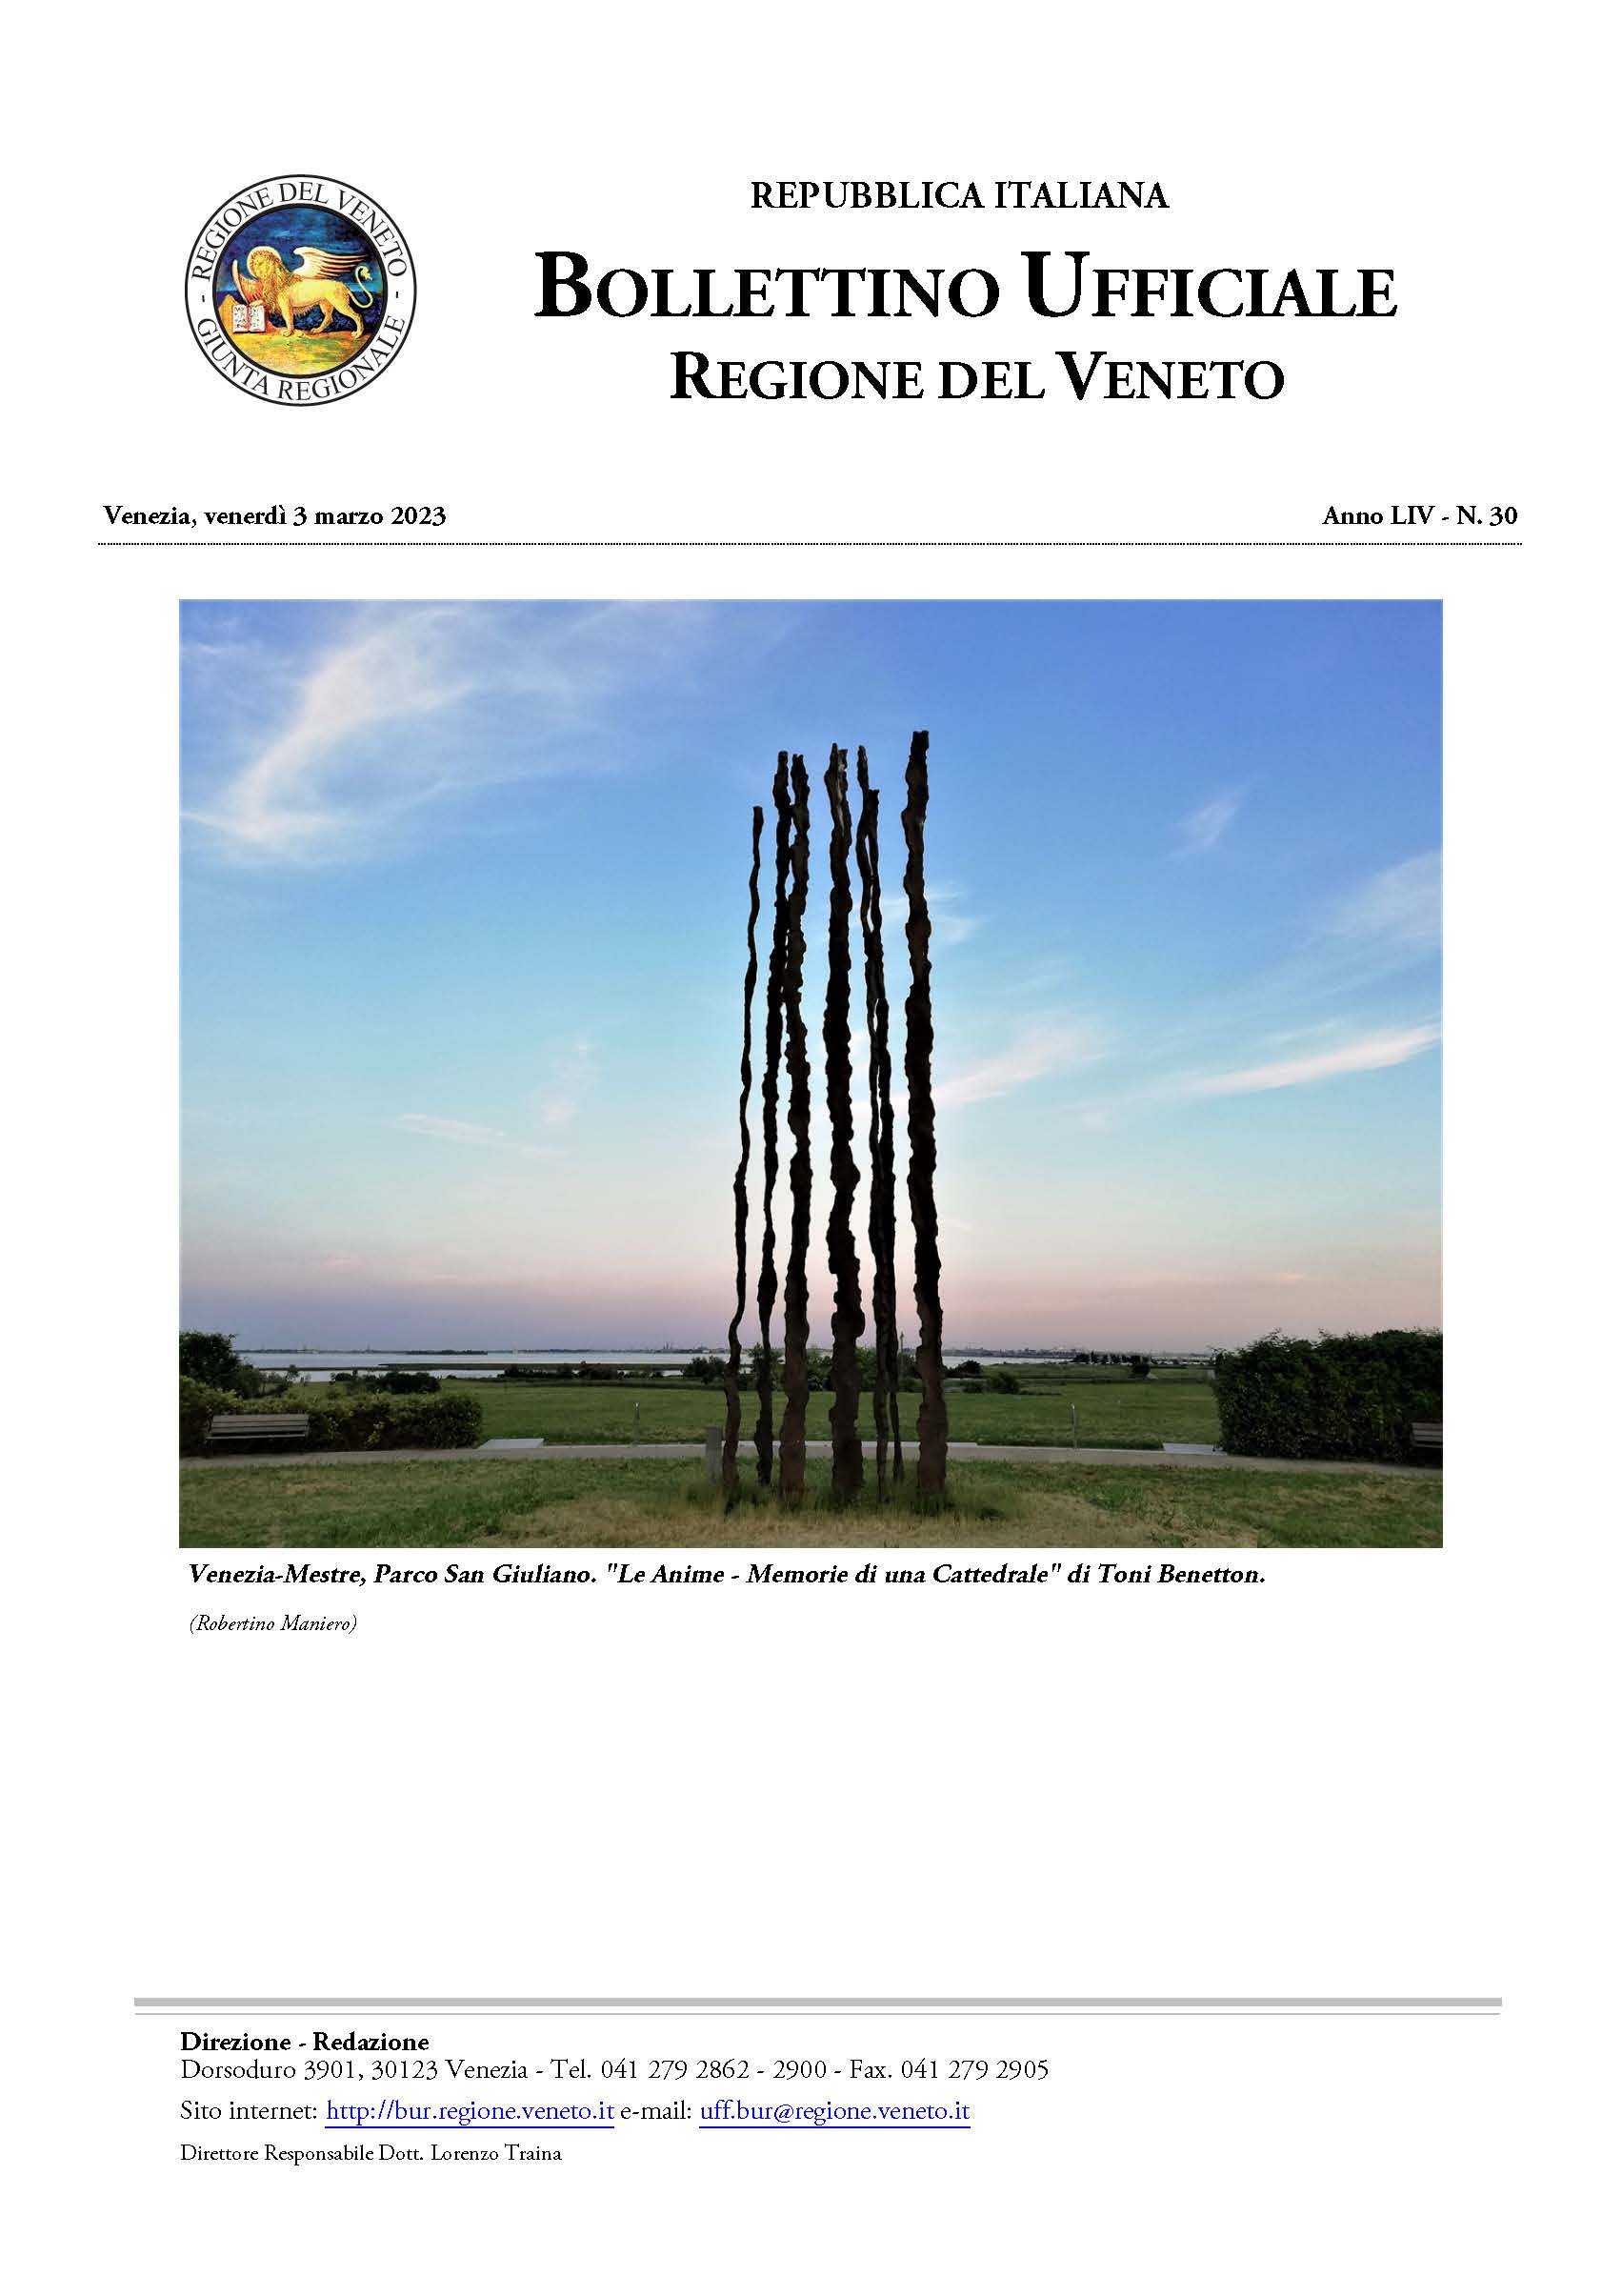 REGIONE DEL VENETO
- GIUNTA REGIONALE -
REPUBBLICA ITALIANA
BOLLETTINO UFFICIALE
REGIONE DEL VENETO
Venezia, venerdì 3 marzo 2023
Anno LIV - N. 30
Venezia-Mestre, Parco San Giuliano. "Le Anime - Memorie di una Cattedrale" di Toni Benetton.
(Robertino Maniero)
Direzione - Redazione
Dorsoduro 3901, 30123 Venezia - Tel. 041 279 2862 - 2900 - Fax. 041 279 2905
Sito internet: http://bur.regione.veneto.it e-mail: uff.bur@regione.veneto.it
Direttore Responsabile Dott. Lorenzo Traina